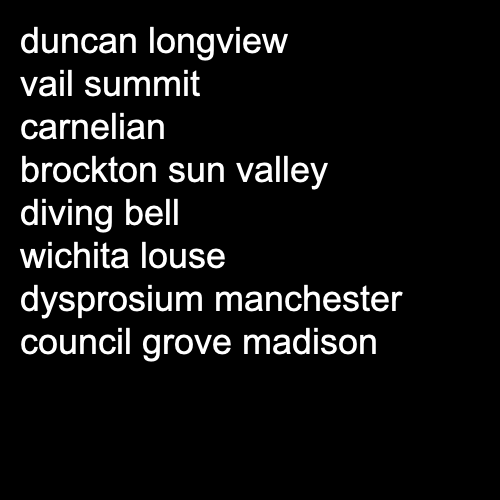 duncan longview
vail summit
carnelian
brockton sun valley
diving bell
wichita louse
dysprosium manchester
council grove madison